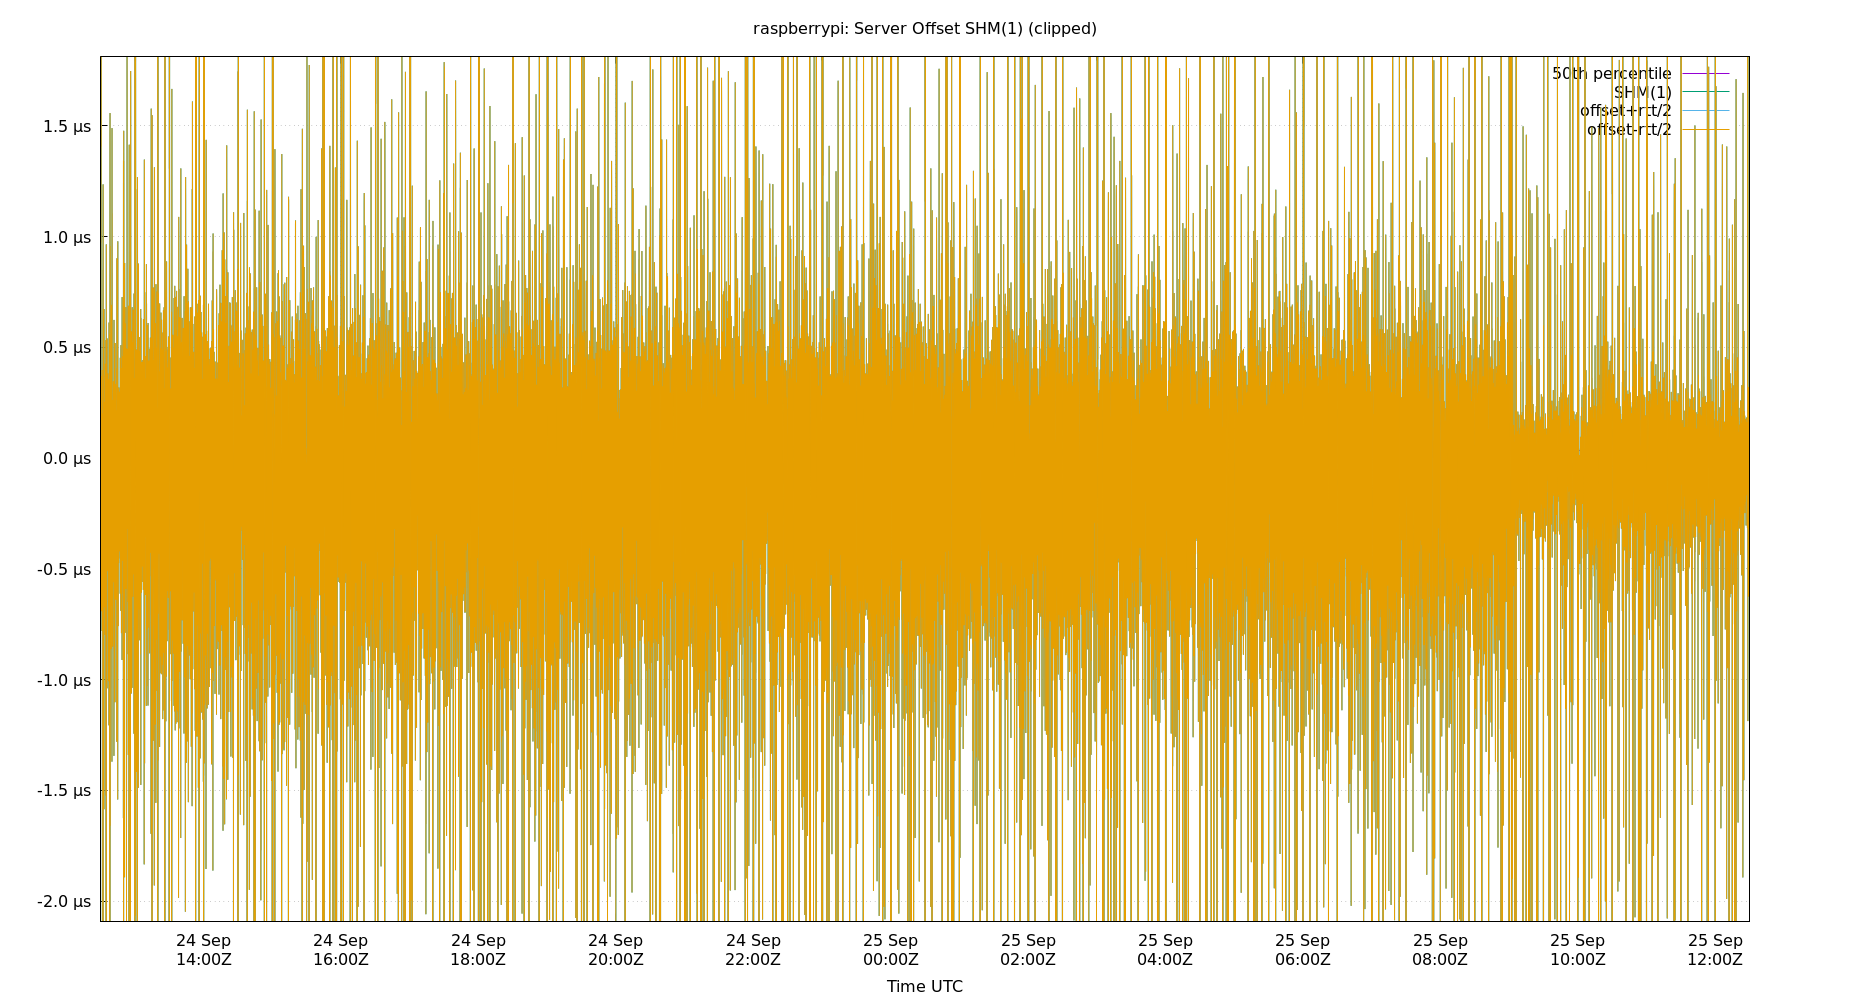 raspberrypi: Server Offset SHM(1) (clipped)
50th percentile
SHM(1)
offset+rtt/2
offset-rtt/2
1.5 µs
1.0 µs
0.5 µs
0.0 µs
-0.5 µs
-1.0 µs
-1.5 µs
-2.0 µs
24 Sep 24 Sep 24 Sep 24 Sep 24 Sep 25 Sep 25 Sep 25 Sep 25 Sep 25 Sep 25 Sep 25 Sep
14:00Z 16:00Z 18:00Z 20:00Z 22:00Z 00:00Z 02:00Z 04:00Z 06:00Z 08:00Z 10:00Z 12:00Z
Time UTC